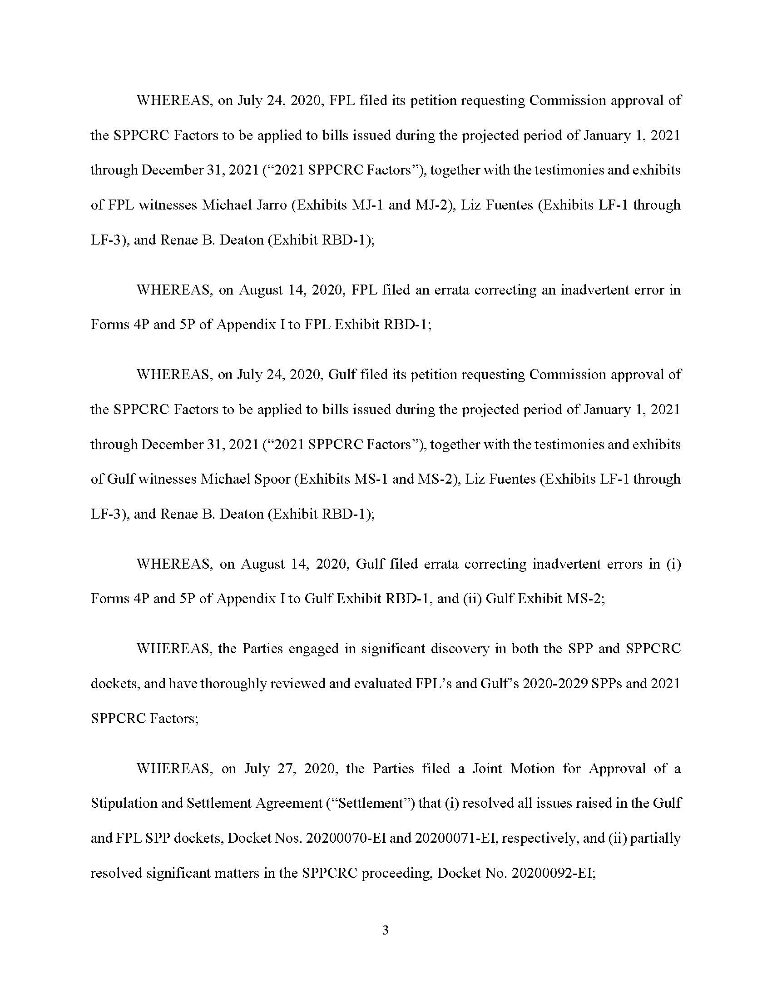 WHEREAS, on July 24, 2020, FPL filed its petition requesting Commission approval of
the SPPCRC Factors to be applied to bills issued during the projected period of January 1, 2021
through December 31, 2021 (“2021 SPPCRC Factors”), together with the testimonies and exhibits
of FPL witnesses Michael Jarro (Exhibits MJ-1 and MJ-2), Liz Fuentes (Exhibits LF-1 through
LF-3), and Renae B. Deaton (Exhibit RBD-1);
WHEREAS, on August 14, 2020, FPL filed an errata correcting an inadvertent error in
Forms 4P and 5P of Appendix I to FPL Exhibit RBD-1;
WHEREAS, on July 24, 2020, Gulf filed its petition requesting Commission approval of
the SPPCRC Factors to be applied to bills issued during the projected period of January 1, 2021
through December 31, 2021 (“2021 SPPCRC Factors”), together with the testimonies and exhibits
of Gulf witnesses Michael Spoor (Exhibits MS-1 and MS-2), Liz Fuentes (Exhibits LF-1 through
LF-3), and Renae B. Deaton (Exhibit RBD-1);
WHEREAS, on August 14, 2020, Gulf filed errata correcting inadvertent errors in (i)
Forms 4P and 5P of Appendix I to Gulf Exhibit RBD-1, and (ii) Gulf Exhibit MS-2;
WHEREAS, the Parties engaged in significant discovery in both the SPP and SPPCRC
dockets, and have thoroughly reviewed and evaluated FPL’s and Gulf’s 2020-2029 SPPs and 2021
SPPCRC Factors;
WHEREAS, on July 27, 2020, the Parties filed a Joint Motion for Approval of a
Stipulation and Settlement Agreement (“Settlement”) that (i) resolved all issues raised in the Gulf
and FPL SPP dockets, Docket Nos. 20200070-EI and 20200071-EI, respectively, and (ii) partially
resolved significant matters in the SPPCRC proceeding, Docket No. 20200092-EI;
3